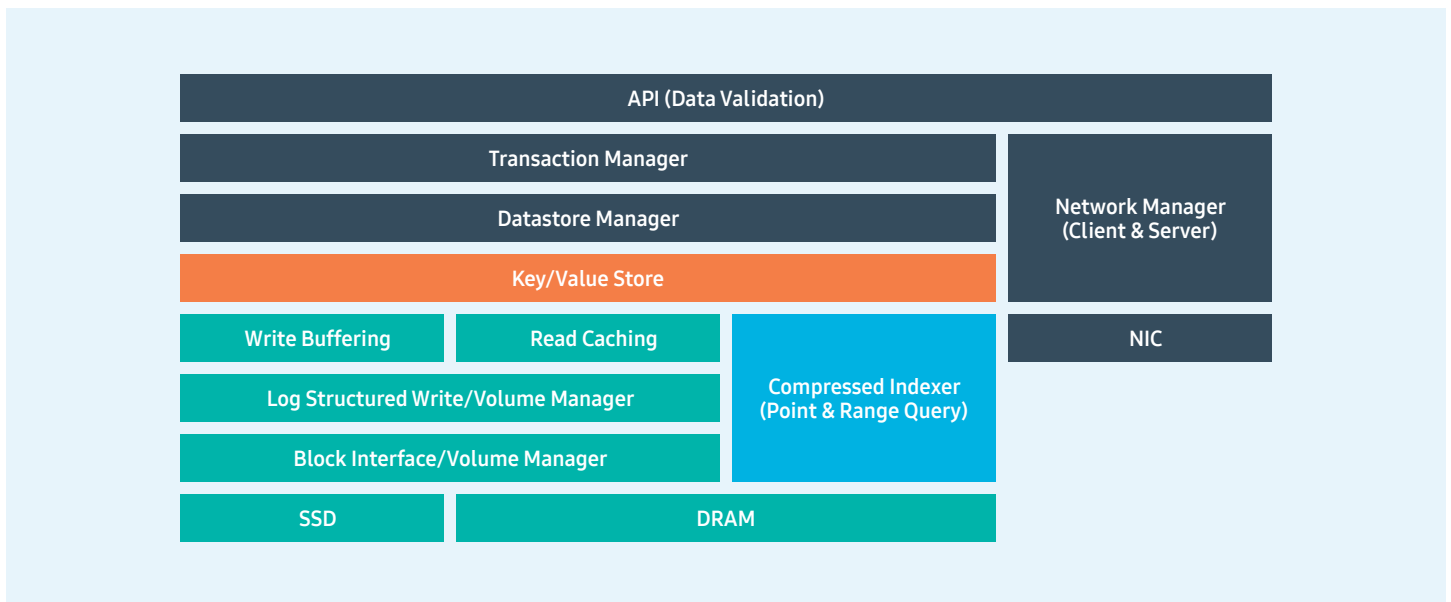 API (Data Validation)
Transaction Manager
Datastore Manager
Network Manager
(Client & Server)
Key/Value Store
Write Buffering
Read Caching
NIC
Log Structured Write/Volume Manager
Compressed Indexer
(Point & Range Query)
Block Interface/Volume Manager
SSD
DRAM